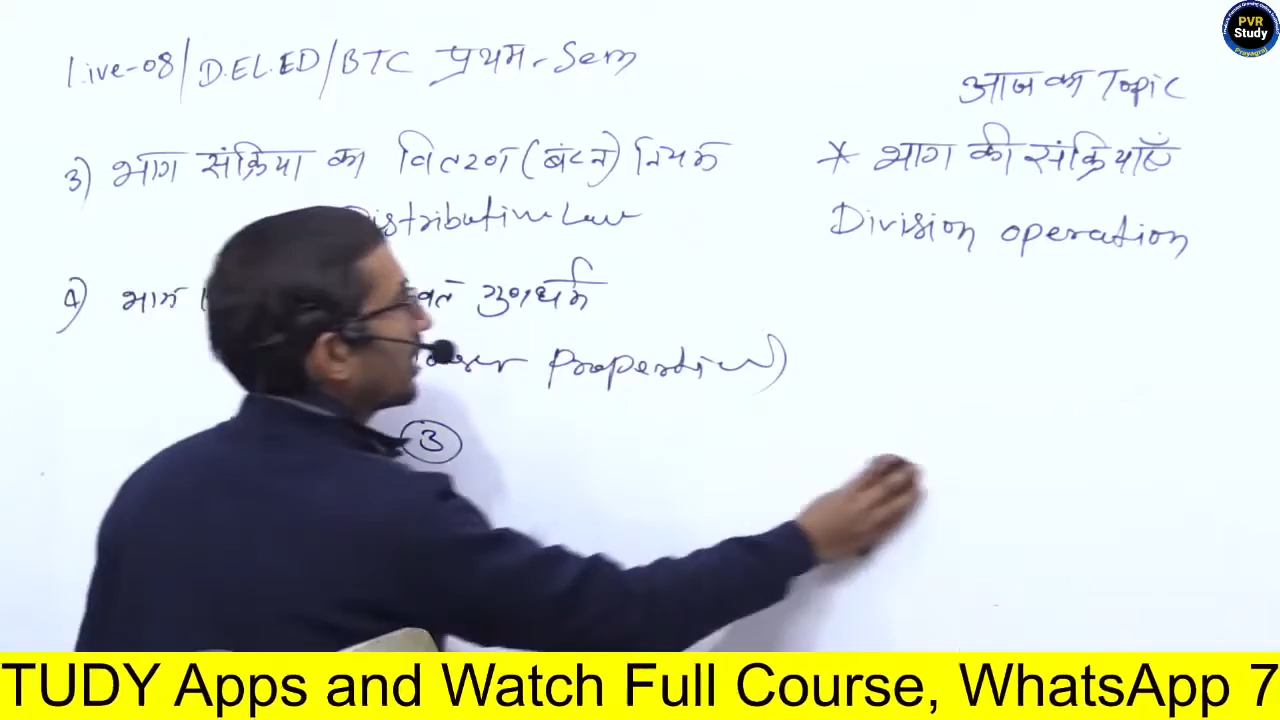 Live-08/D.EL.ED/BTC प्रथम - Sem
आज का Topic
3) भाग संक्रिया का वितरण (बंटन) नियम
Distributive Law
* भाग की संक्रियाएँ
Division operation
4) भाग
गुणधर्म
Properties)
3
PVR
Study
Prayagraj
TUDY Apps and Watch Full Course, WhatsApp 7